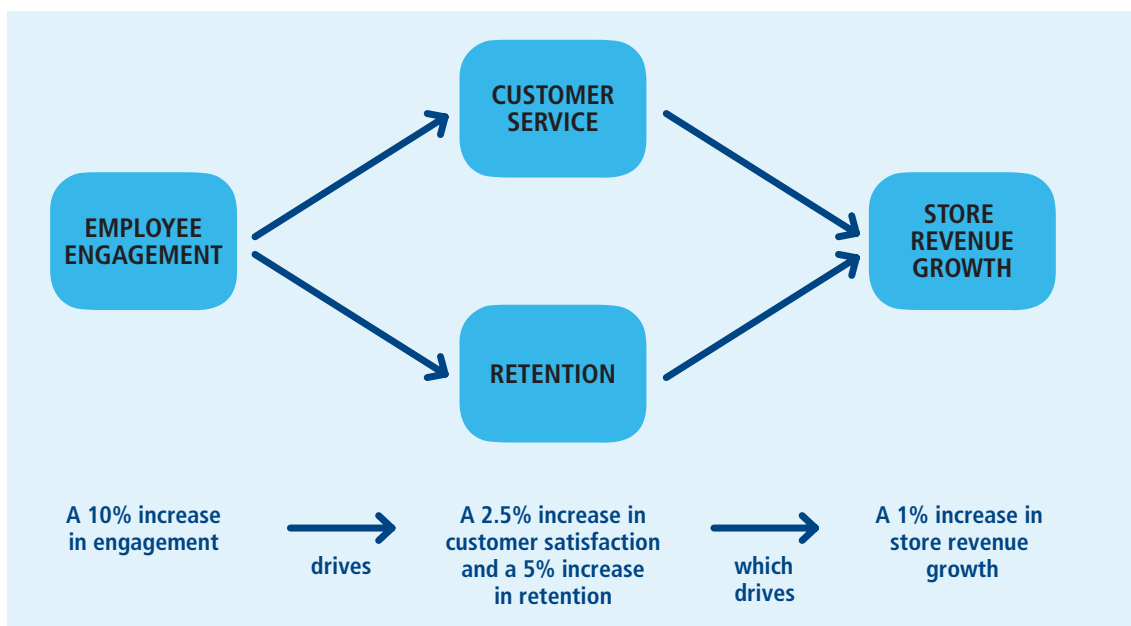 CUSTOMER
SERVICE
EMPLOYEE
ENGAGEMENT
STORE
REVENUE
GROWTH
RETENTION
A 10% increase
in engagement
drives
A 2.5% increase in
customer satisfaction
and a 5% increase
in retention
which
drives
A 1% increase in
store revenue
growth